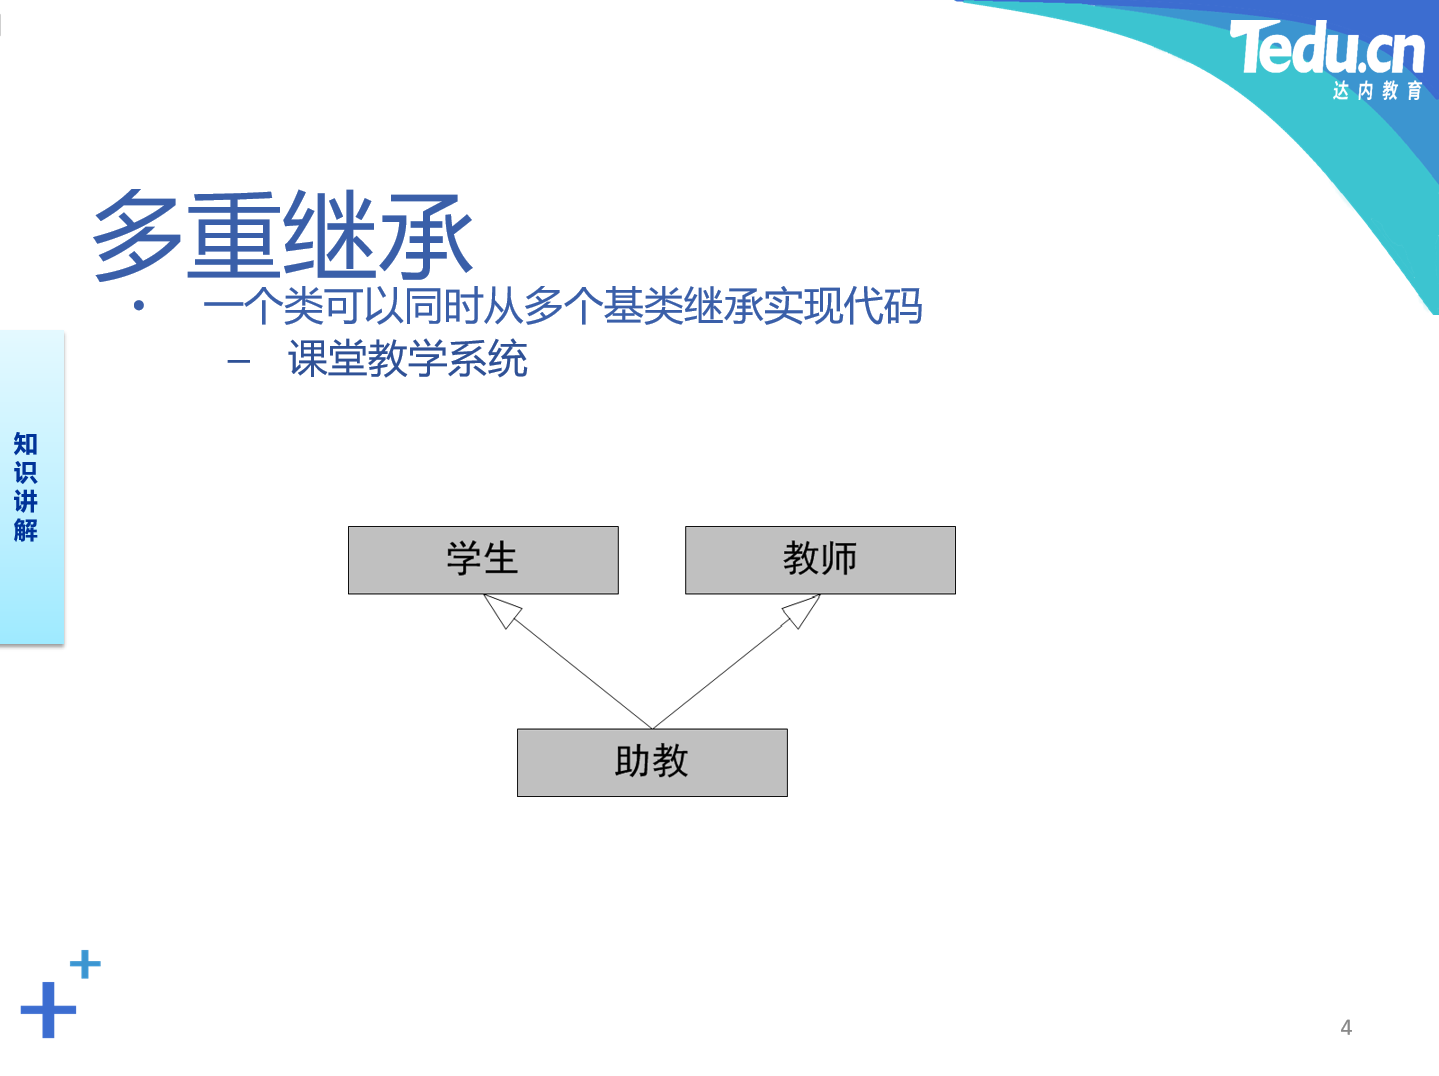 Tedu.cn
达内教育
多重继承
• 一个类可以同时从多个基类继承实现代码
– 课堂教学系统
知识讲解
学生
教师
助教
4